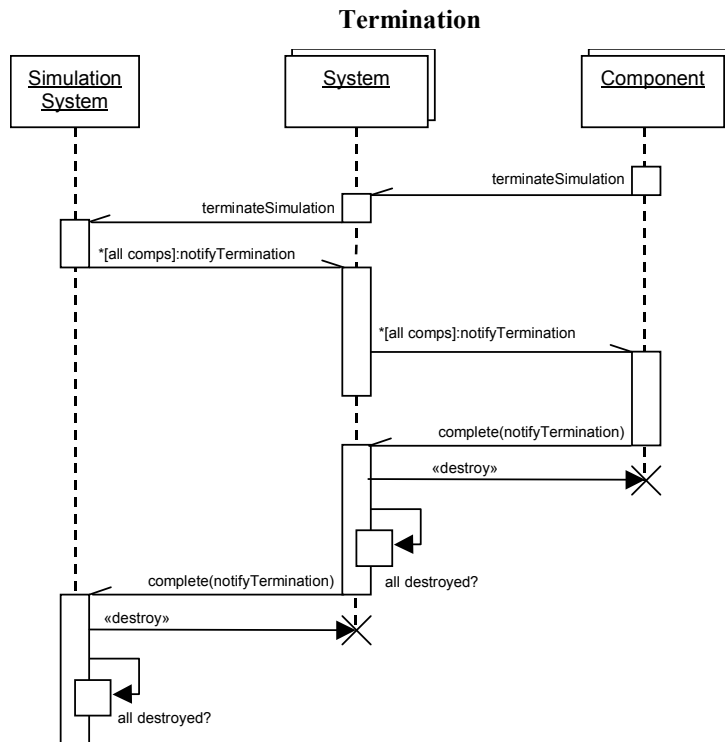 Termination
Simulation
System
System
Component
terminateSimulation
terminateSimulation
*[all comps]:notifyTermination
*[all comps]:notifyTermination
complete(notifyTermination)
«destroy»
all destroyed?
complete(notifyTermination)
«destroy»
all destroyed?